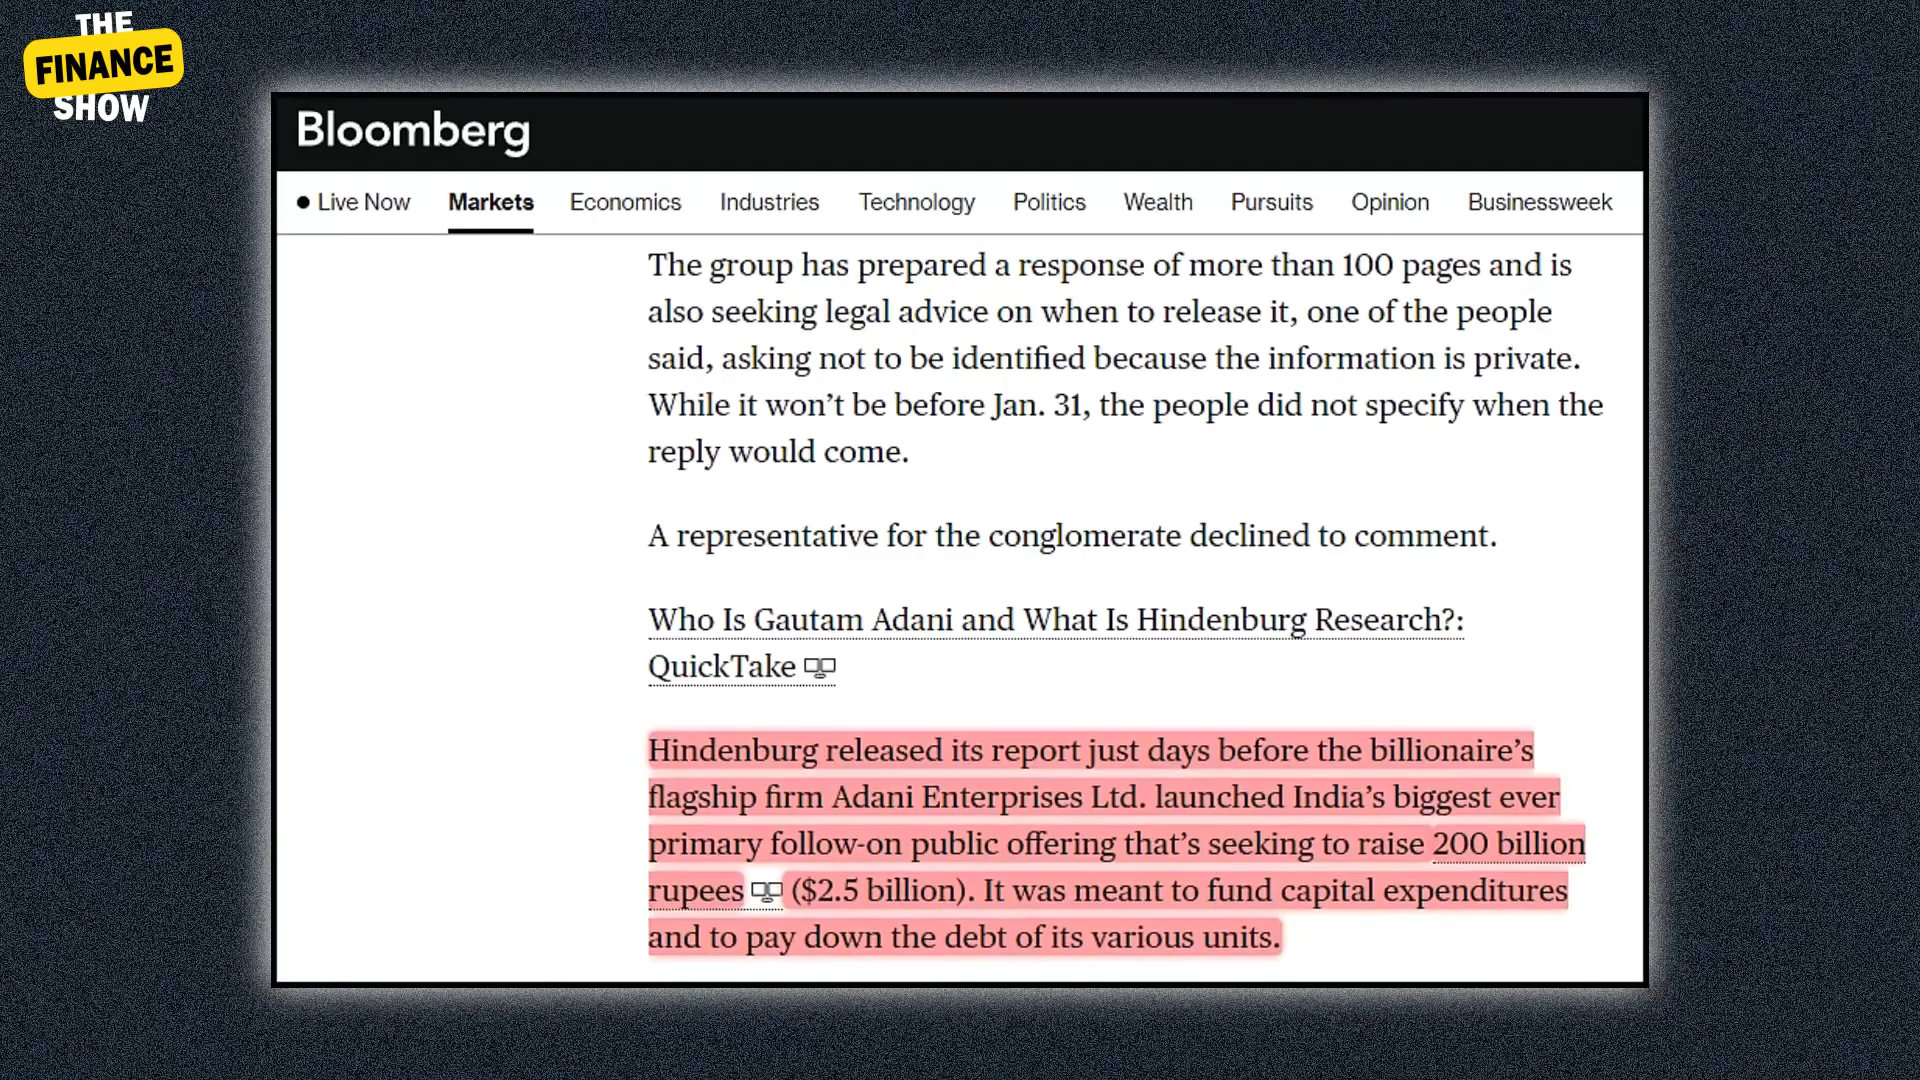 THE
FINANCE
SHOW
Bloomberg
Live Now Markets Economics Industries Technology Politics Wealth Pursuits Opinion Businessweek
The group has prepared a response of more than 100 pages and is
also seeking legal advice on when to release it, one of the people
said, asking not to be identified because the information is private.
While it won’t be before Jan. 31, the people did not specify when the
reply would come.
A representative for the conglomerate declined to comment.
Who Is Gautam Adani and What Is Hindenburg Research?:
QuickTake
Hindenburg released its report just days before the billionaire’s
flagship firm Adani Enterprises Ltd. launched India’s biggest ever
primary follow-on public offering that’s seeking to raise 200 billion
rupees ($2.5 billion). It was meant to fund capital expenditures
and to pay down the debt of its various units.